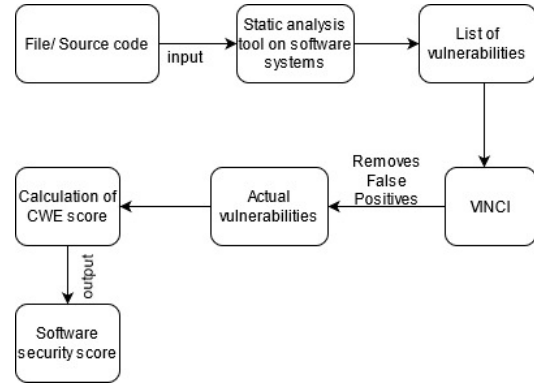 File/ Source code
input
Static analysis
tool on software
systems
List of
vulnerabilities
VINCI
Removes
False
Positives
Actual
vulnerabilities
Calculation of
CWE score
output
Software
security score